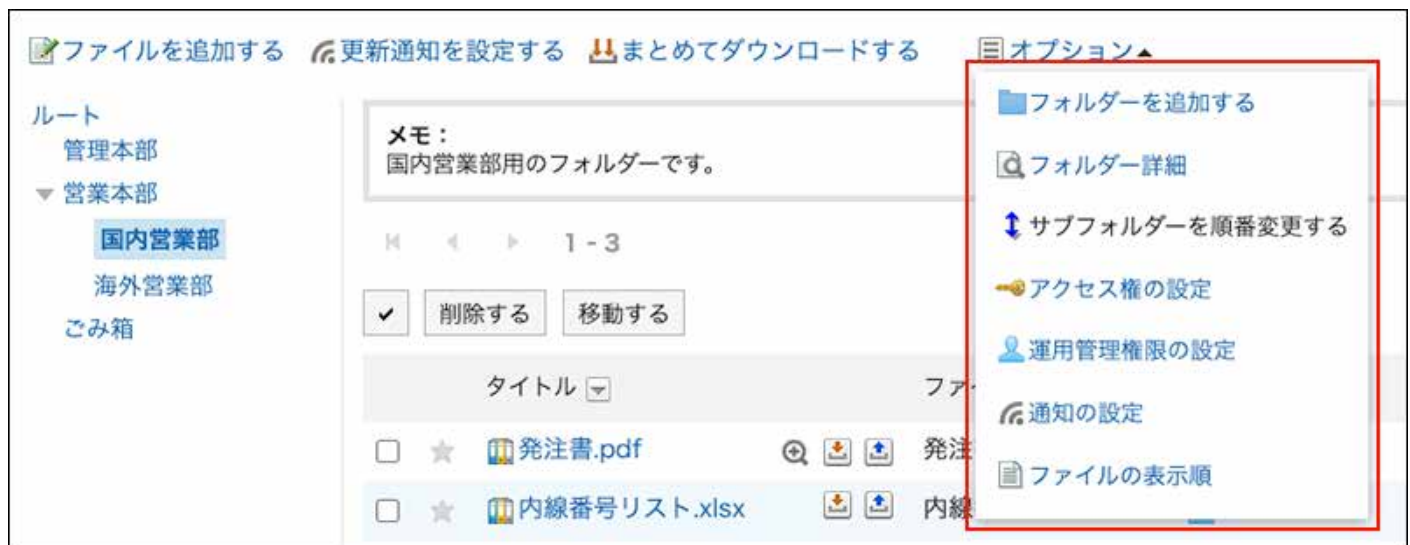 ファイルを追加する 更新通知を設定する まとめてダウンロードする オプション▲
ルート
管理本部
▼ 営業本部
国内営業部
海外営業部
ごみ箱
メモ：
国内営業部用のフォルダーです。
1 - 3
削除する 移動する
タイトル ファイ
発注書.pdf 発注
内線番号リスト.xlsx 内線
フォルダーを追加する
フォルダー詳細
サブフォルダーを順番変更する
アクセス権の設定
運用管理権限の設定
通知の設定
ファイルの表示順